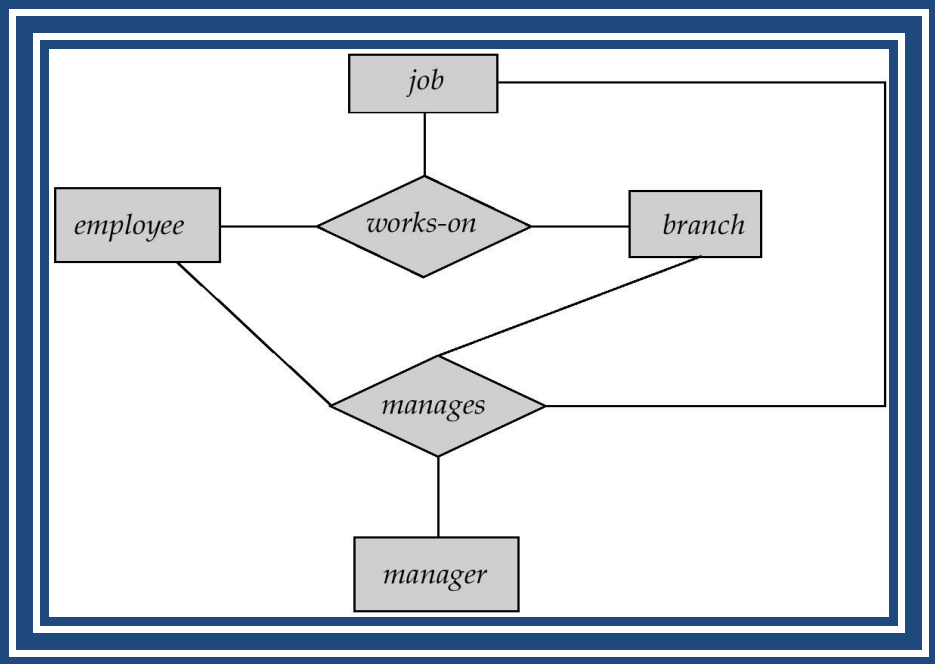 job
employee
works-on
branch
manages
manager